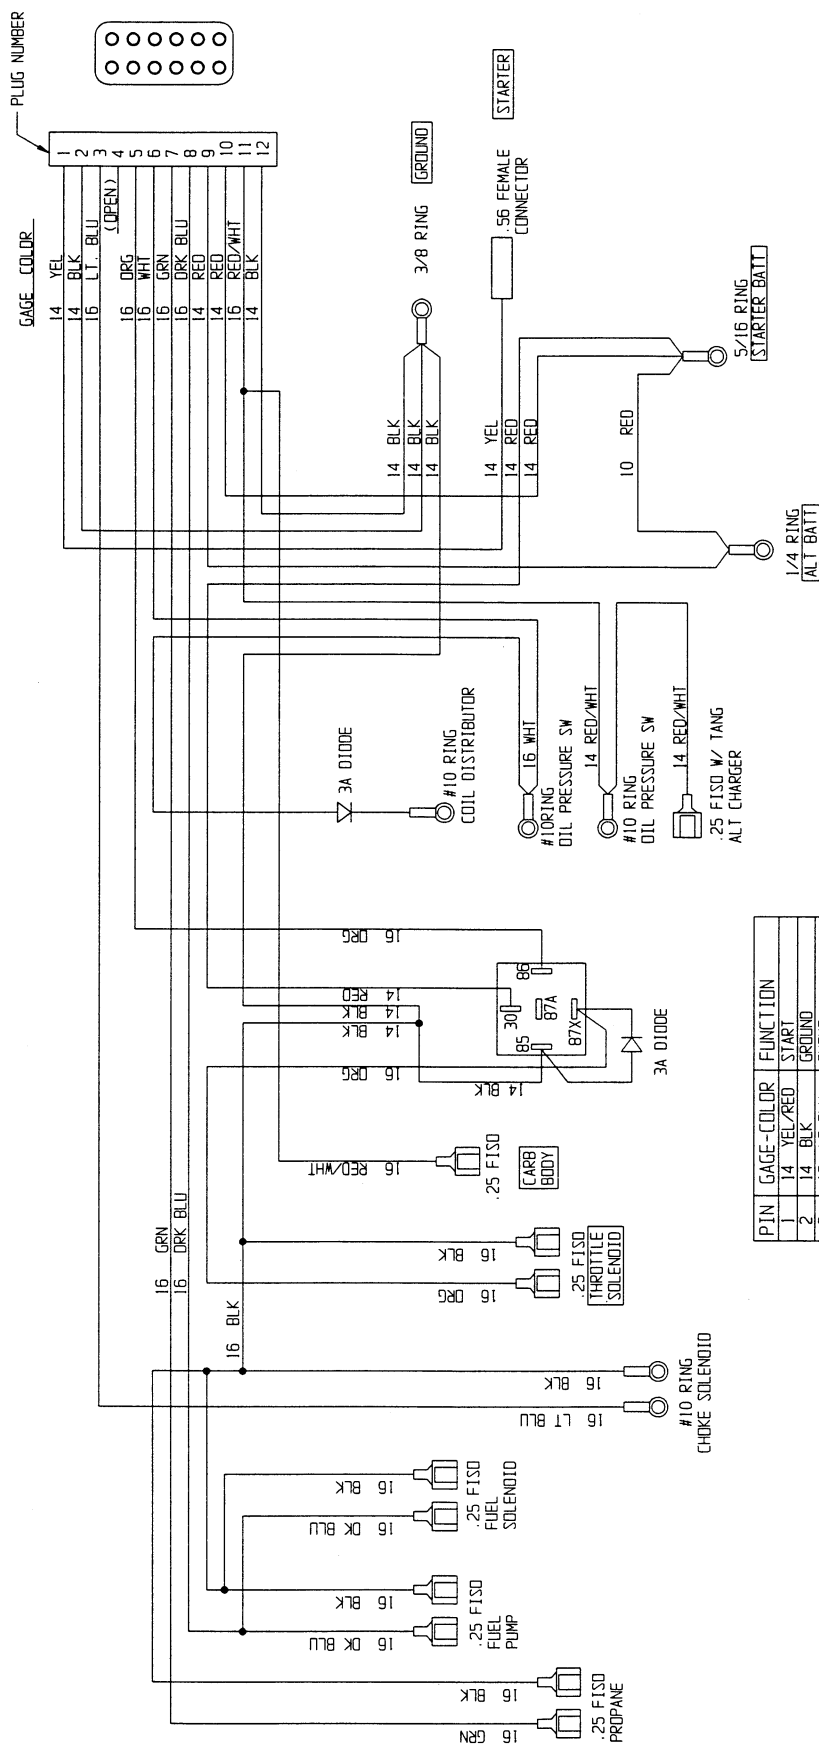 PLUG NUMBER
GAGE COLOR
1
2
3
4
5
6
7
8
9
10
11
12
14 YEL
14 BLK
16 LT. BLU
(OPEN)
16 ORG
16 WHT
16 GRN
16 DRK BLU
14 RED
14 RED
16 RED/WHT
14 BLK
3/8 RING
GROUND
14 BLK
14 BLK
14 BLK
.56 FEMALE
CONNECTOR
STARTER
14 YEL
14 RED
14 RED
10 RED
5/16 RING
STARTER BATT
1/4 RING
ALT BATT
3A DIODE
#10 RING
COIL DISTRIBUTOR
16 WHT
#10RING
OIL PRESSURE SW
14 RED/WHT
#10 RING
OIL PRESSURE SW
14 RED/WHT
.25 FISO W/ TANG
ALT CHARGER
16 ORG
14 RED
14 BLK
14 BLK
16 ORG
14 BLK
86
30
87A
85
87X
3A DIODE
16 RED/WHT
.25 FISO
CARB
BODY
16 GRN
16 DRK BLU
16 BLK
16 BLK
16 ORG
.25 FISO
THROTTLE
SOLENOID
16 BLK
16 LT BLU
#10 RING
CHOKE SOLENOID
16 BLK
16 DK BLU
.25 FISO
FUEL
SOLENOID
16 BLK
16 DK BLU
.25 FISO
FUEL
PUMP
16 BLK
16 GRN
.25 FISO
PROPANE
PIN GAGE-COLOR FUNCTION
1 14 YEL/RED START
2 14 BLK GROUND